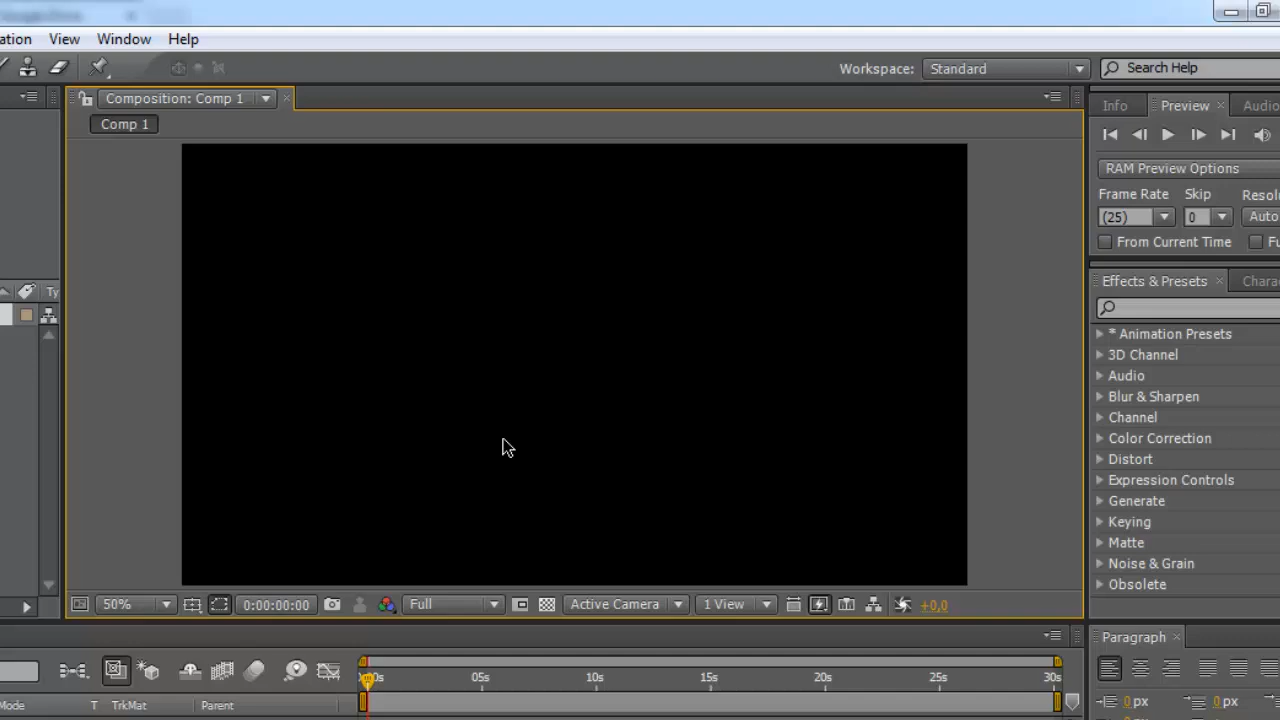 ation View Window Help
Workspace: Standard Search Help
Composition: Comp 1
Info Preview Audio
Comp 1
RAM Preview Options
Frame Rate Skip Resol
(25) 0 Auto
From Current Time Fu
Effects & Presets Chara
Ty
* Animation Presets
3D Channel
Audio
Blur & Sharpen
Channel
Color Correction
Distort
Expression Controls
Generate
Keying
Matte
Noise & Grain
Obsolete
50% 0:00:00:00 Full Active Camera 1 View +0,0
Paragraph
05s 10s 15s 20s 25s 30s
Mode T TrkMat Parent
0 px 0 px